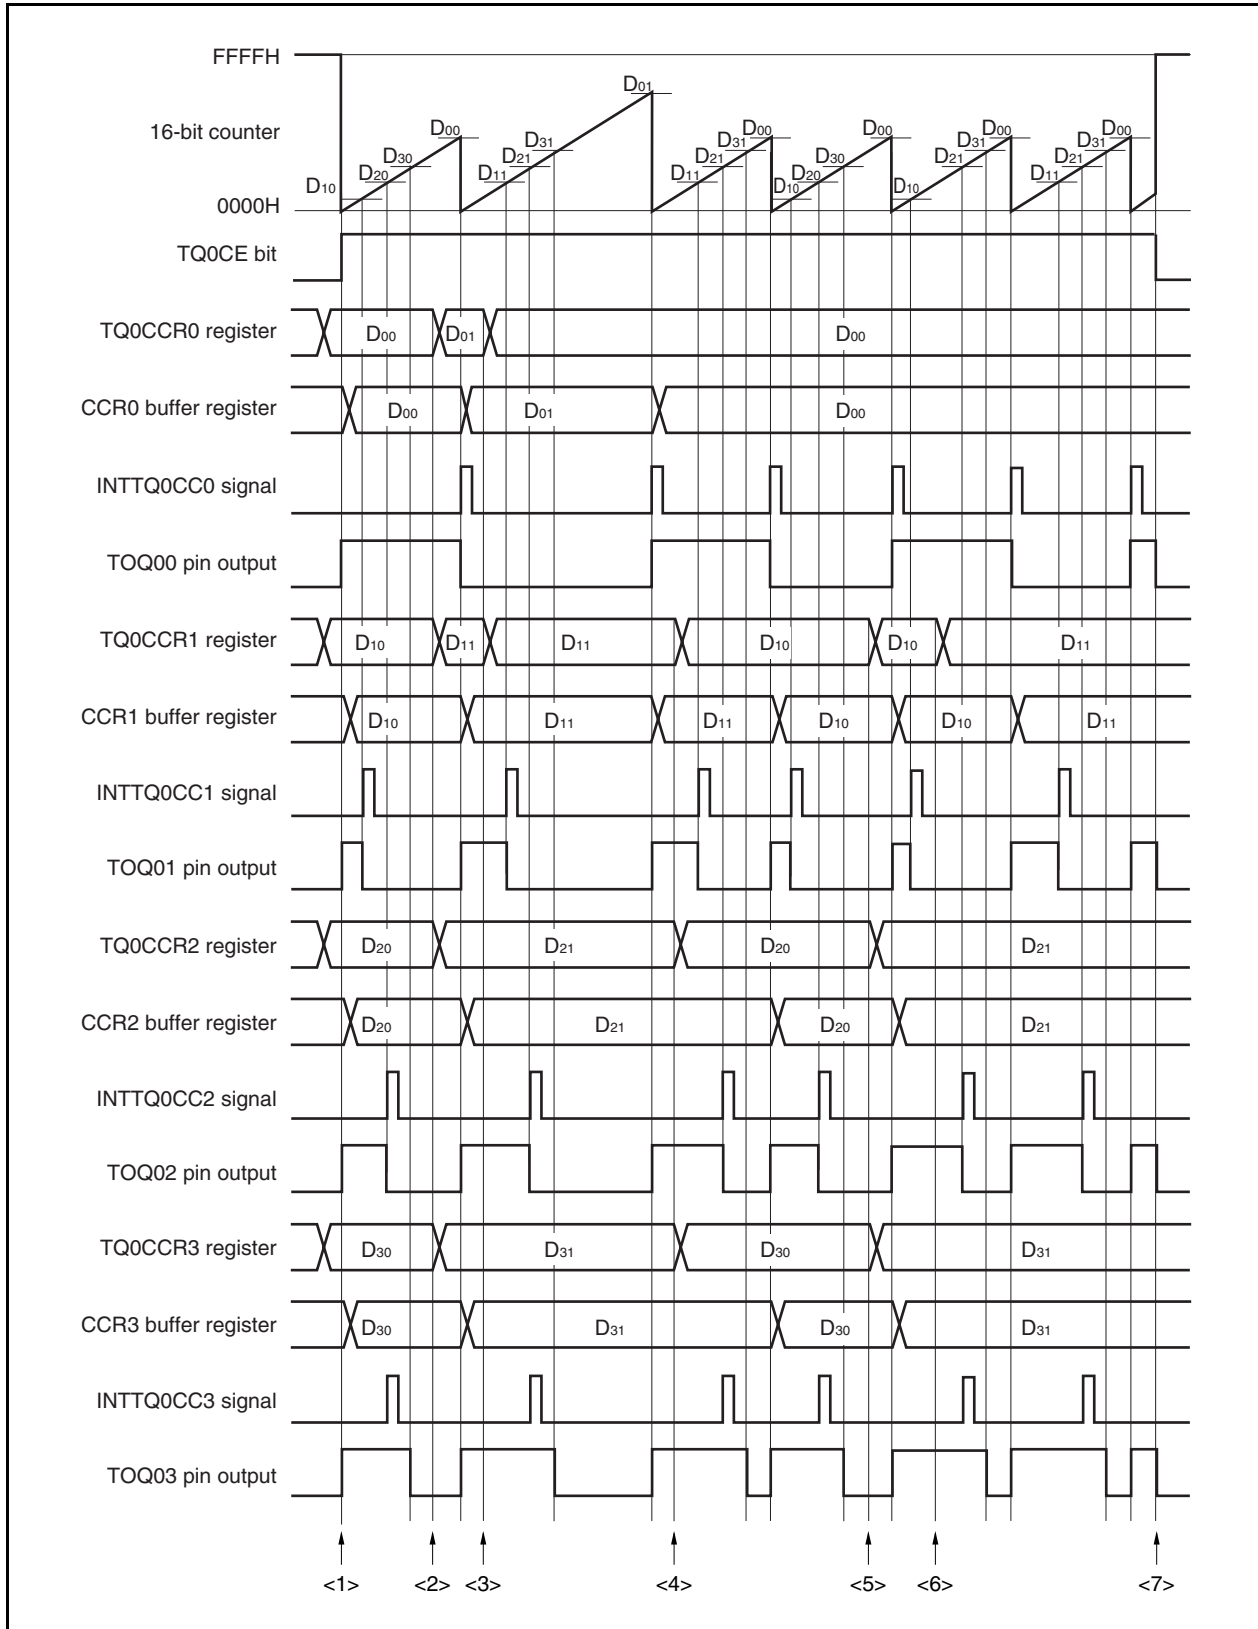 FFFFH
D01
16-bit counter
D00 D00 D00 D00 D00
D30 D31 D31 D30 D31 D31
D20 D21 D21 D20 D21 D21
D10 D11 D11 D10 D10 D11
0000H
TQ0CE bit
TQ0CCR0 register D00 D01 D00
CCR0 buffer register D00 D01 D00
INTTQ0CC0 signal
TOQ00 pin output
TQ0CCR1 register D10 D11 D11 D10 D10 D11
CCR1 buffer register D10 D11 D11 D10 D10 D11
INTTQ0CC1 signal
TOQ01 pin output
TQ0CCR2 register D20 D21 D20 D21
CCR2 buffer register D20 D21 D20 D21
INTTQ0CC2 signal
TOQ02 pin output
TQ0CCR3 register D30 D31 D30 D31
CCR3 buffer register D30 D31 D30 D31
INTTQ0CC3 signal
TOQ03 pin output
<1> <2> <3> <4> <5> <6> <7>